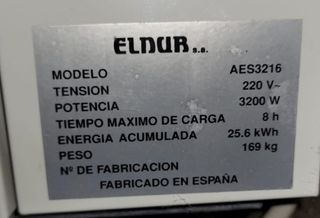 ELNUR s.a.
MODELO AES3216
TENSION 220 V~
POTENCIA 3200 W
TIEMPO MAXIMO DE CARGA 8 h
ENERGIA ACUMULADA 25.6 kWh
PESO 169 kg
Nº DE FABRICACION
FABRICADO EN ESPAÑA